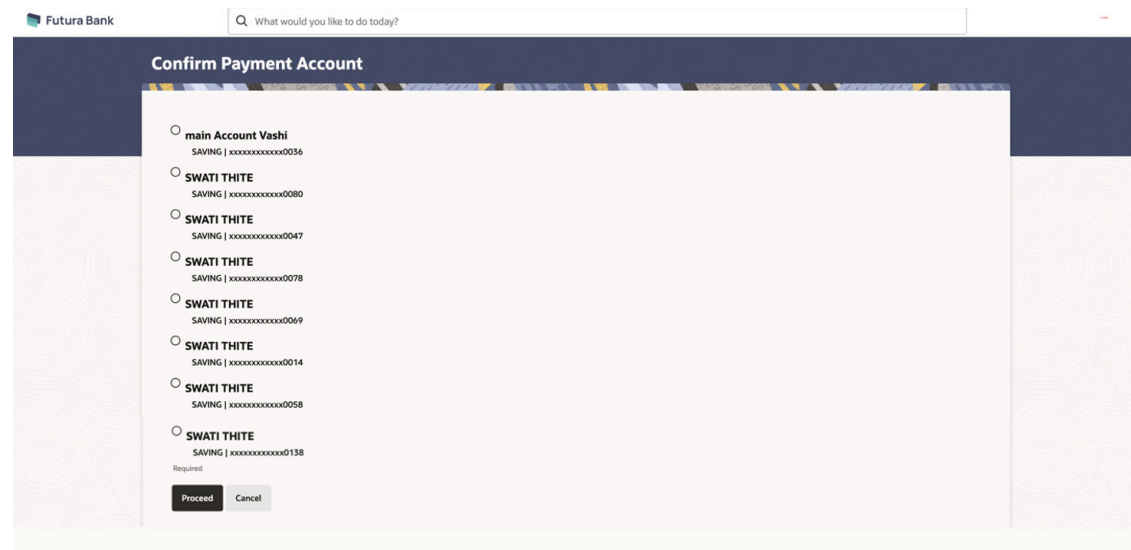 Futura Bank
What would you like to do today?
Confirm Payment Account
main Account Vashi
SAVING | xxxxxxxxxxxx0036
SWATI THITE
SAVING | xxxxxxxxxxxx0080
SWATI THITE
SAVING | xxxxxxxxxxxx0047
SWATI THITE
SAVING | xxxxxxxxxxxx0078
SWATI THITE
SAVING | xxxxxxxxxxxx0069
SWATI THITE
SAVING | xxxxxxxxxxxx0014
SWATI THITE
SAVING | xxxxxxxxxxxx0058
SWATI THITE
SAVING | xxxxxxxxxxxx0138
Required
Proceed Cancel